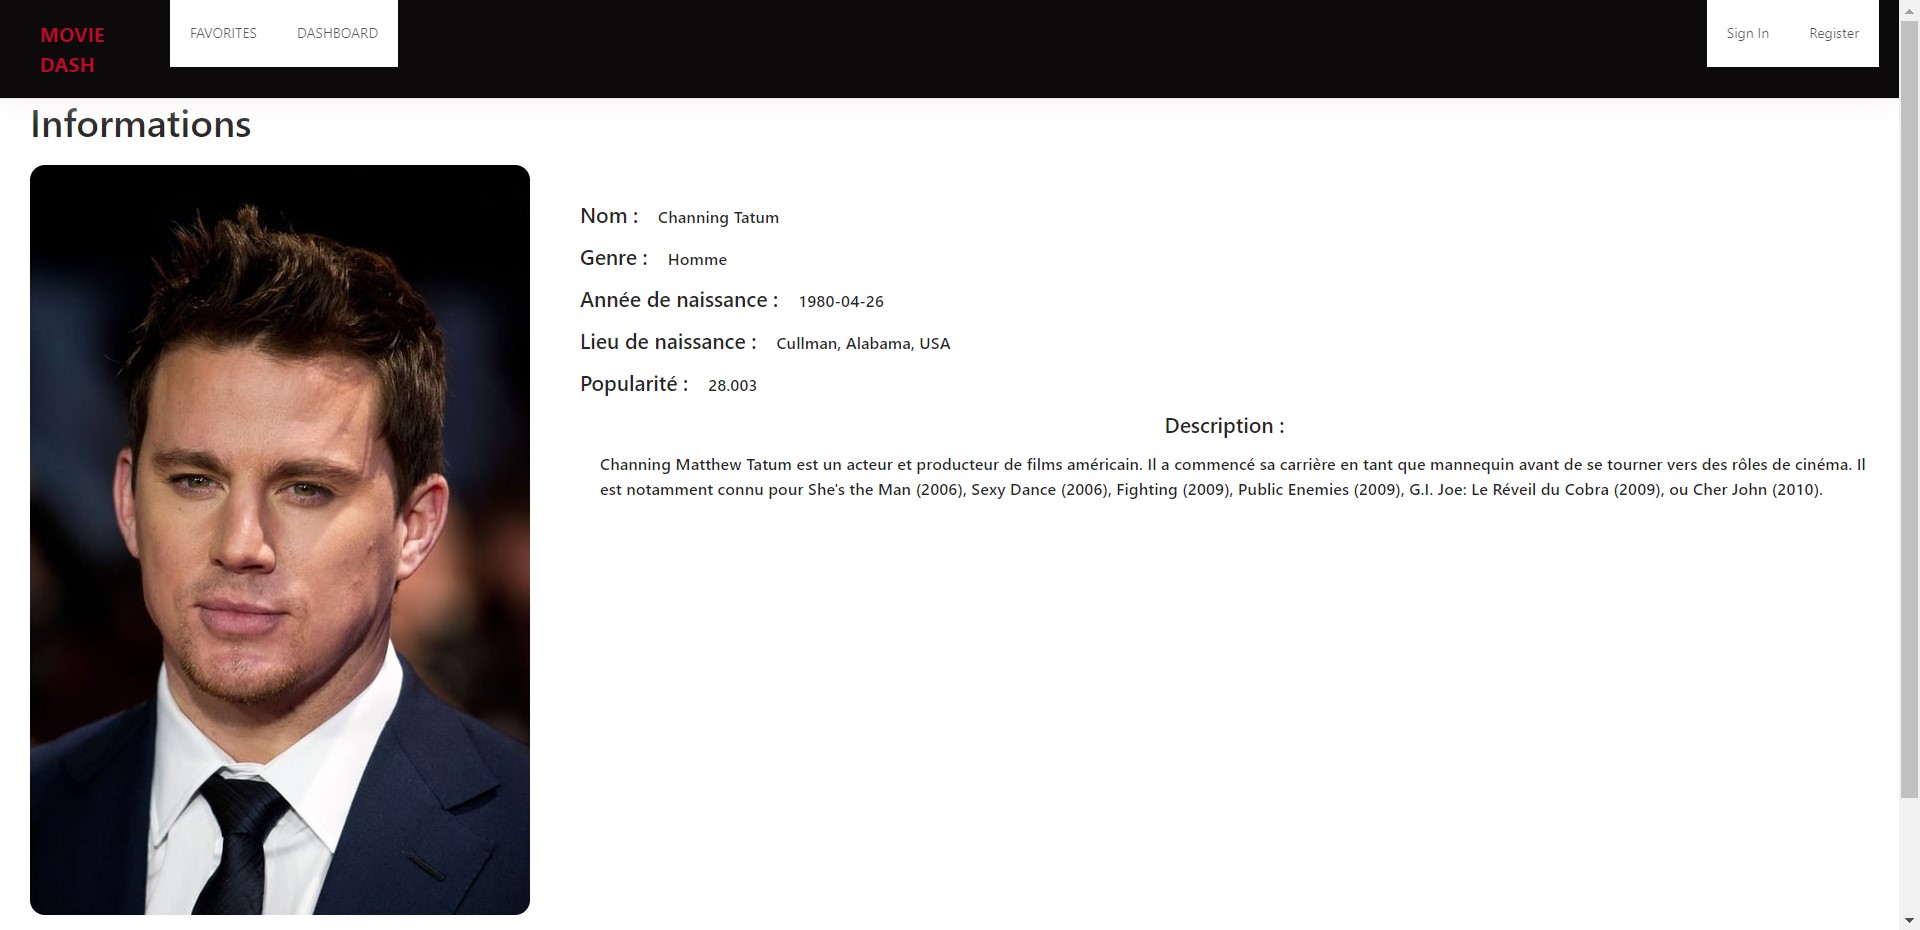 MOVIE
DASH
FAVORITES
DASHBOARD
Sign In
Register
Informations
Nom : Channing Tatum
Genre : Homme
Année de naissance : 1980-04-26
Lieu de naissance : Cullman, Alabama, USA
Popularité : 28.003
Description :
Channing Matthew Tatum est un acteur et producteur de films américain. Il a commencé sa carrière en tant que mannequin avant de se tourner vers des rôles de cinéma. Il
est notamment connu pour She's the Man (2006), Sexy Dance (2006), Fighting (2009), Public Enemies (2009), G.I. Joe: Le Réveil du Cobra (2009), ou Cher John (2010).